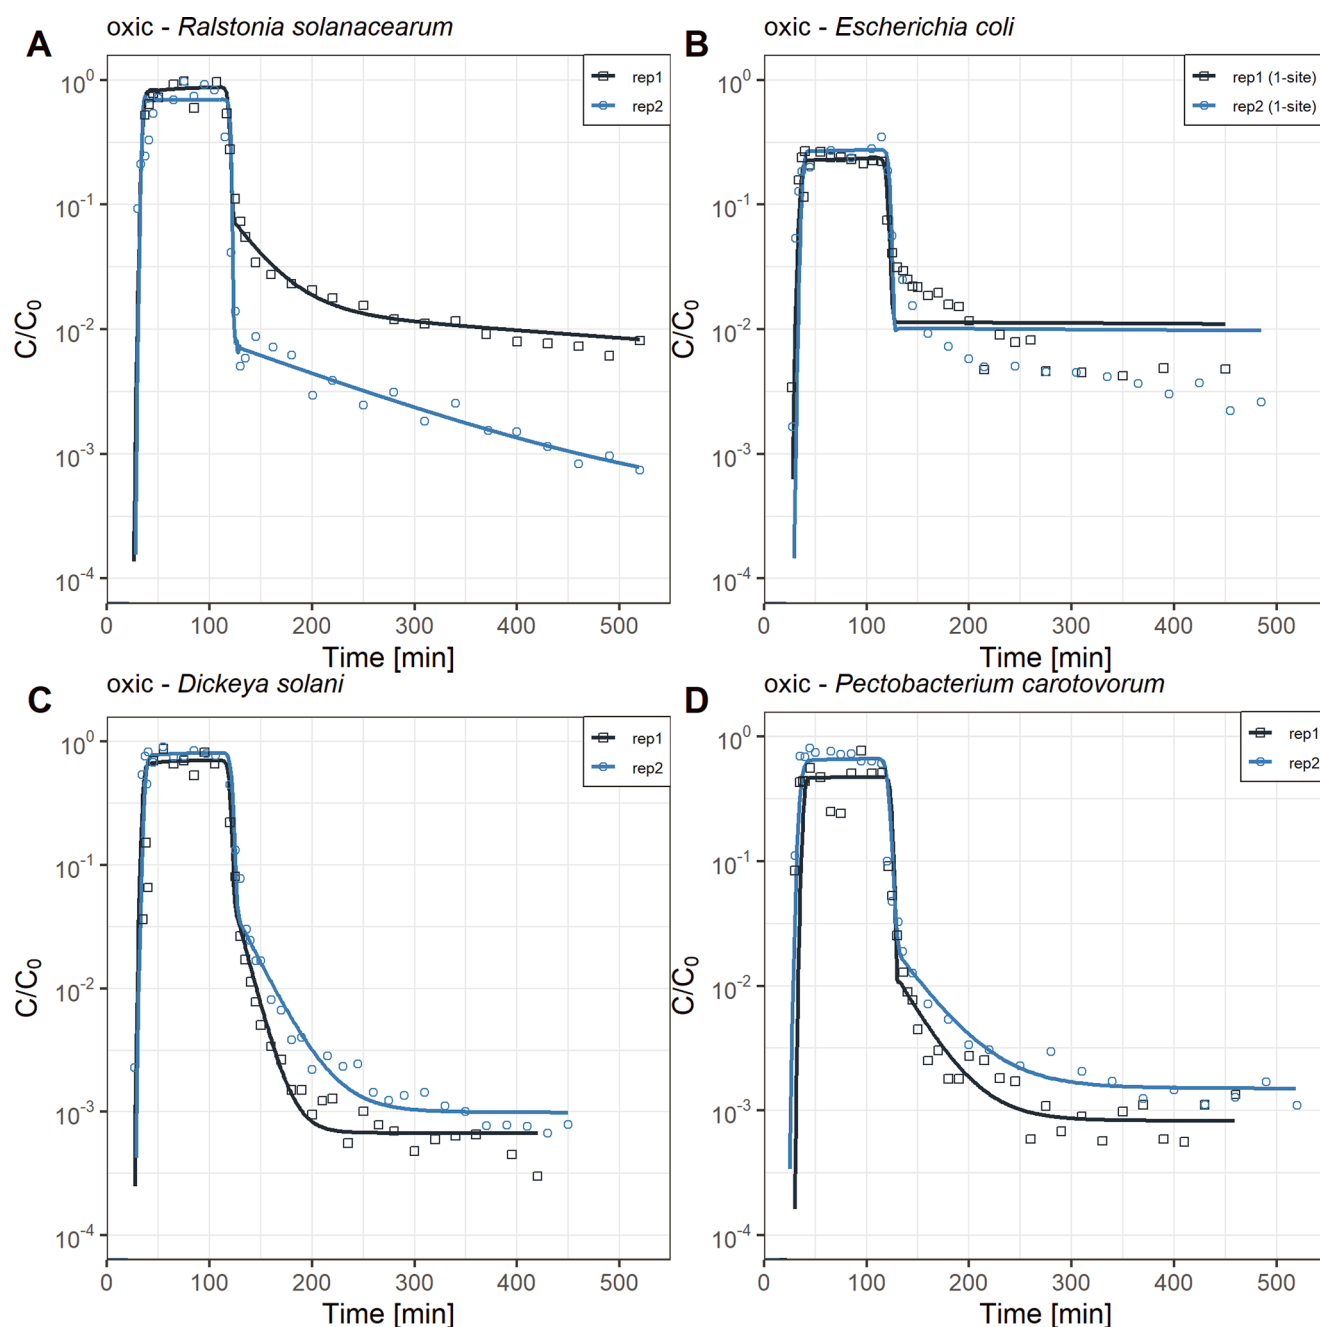 A
oxic - Ralstonia solanacearum
10^0
10^-1
10^-2
10^-3
10^-4
C/C_0
rep1
rep2
0 100 200 300 400 500
Time [min]
B
oxic - Escherichia coli
10^0
10^-1
10^-2
10^-3
10^-4
C/C_0
rep1 (1-site)
rep2 (1-site)
0 100 200 300 400 500
Time [min]
C
oxic - Dickeya solani
10^0
10^-1
10^-2
10^-3
10^-4
C/C_0
rep1
rep2
0 100 200 300 400 500
Time [min]
D
oxic - Pectobacterium carotovorum
10^0
10^-1
10^-2
10^-3
10^-4
C/C_0
rep1
rep2
0 100 200 300 400 500
Time [min]